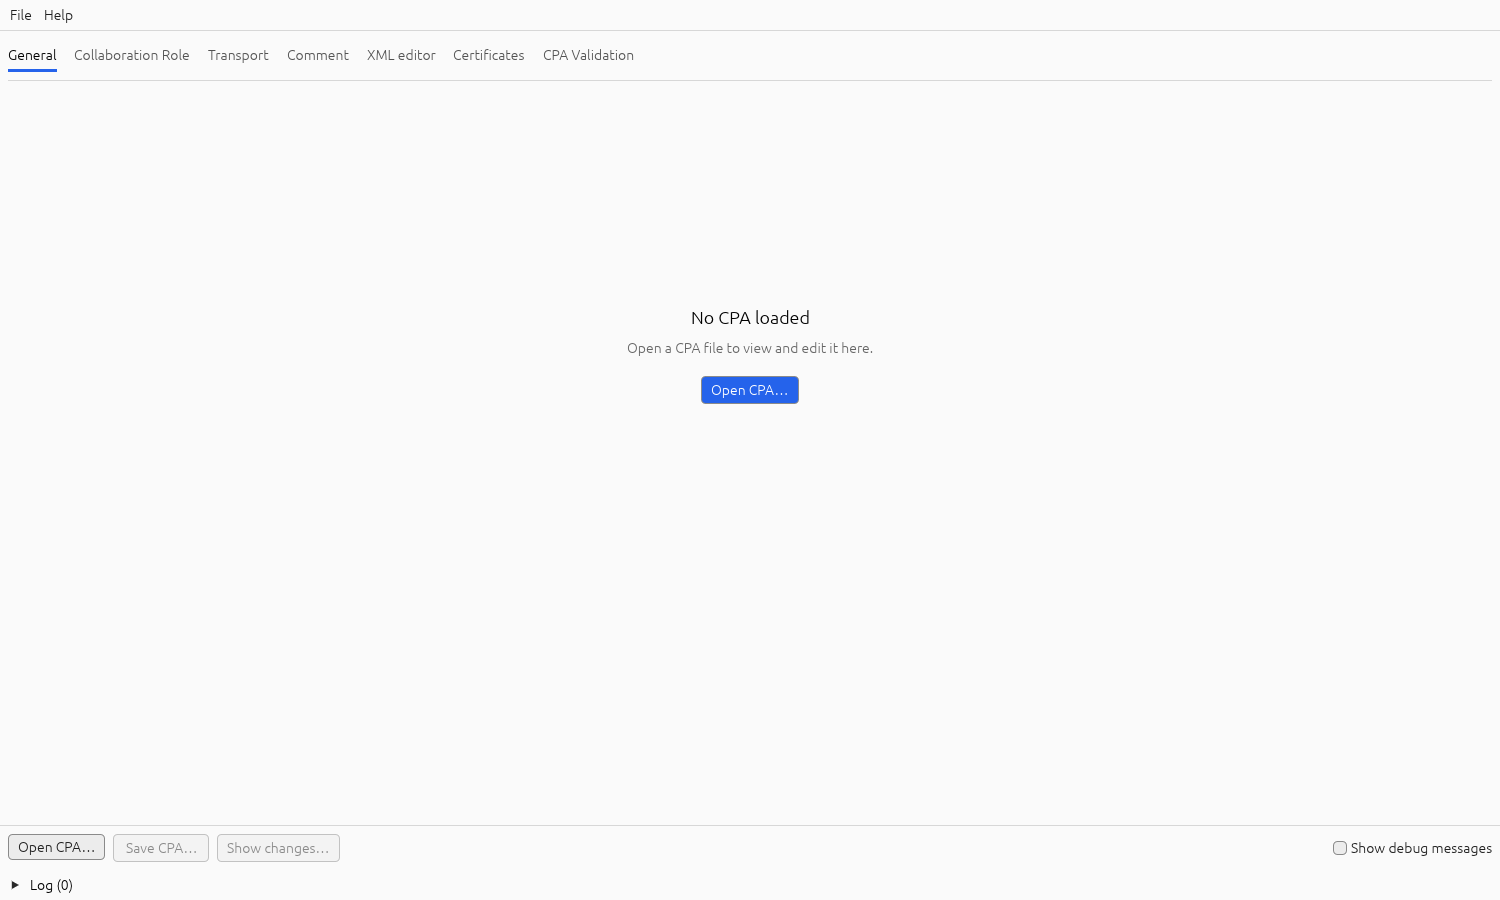 File Help
General Collaboration Role Transport Comment XML editor Certificates CPA Validation
No CPA loaded
Open a CPA file to view and edit it here.
Open CPA…
Open CPA… Save CPA… Show changes… Show debug messages
Log (0)